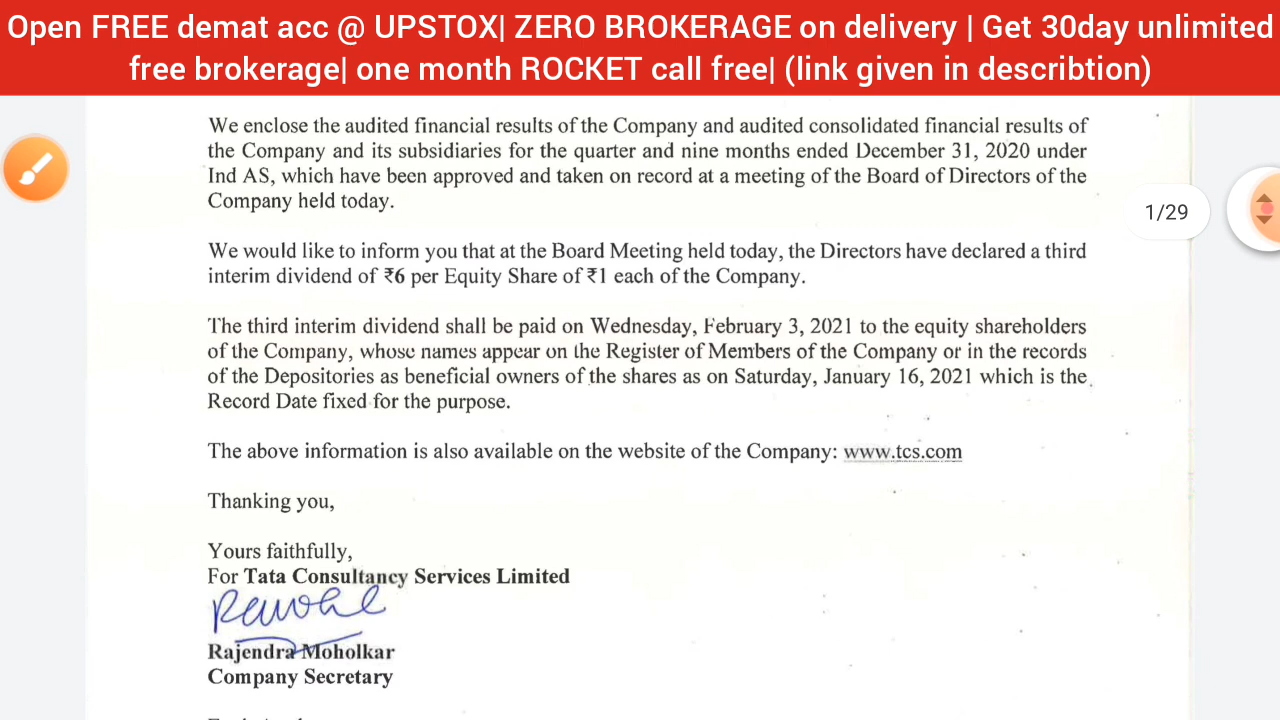 Open FREE demat acc @ UPSTOX| ZERO BROKERAGE on delivery | Get 30day unlimited
free brokerage| one month ROCKET call free| (link given in describtion)
We enclose the audited financial results of the Company and audited consolidated financial results of
the Company and its subsidiaries for the quarter and nine months ended December 31, 2020 under
Ind AS, which have been approved and taken on record at a meeting of the Board of Directors of the
Company held today.
1/29
We would like to inform you that at the Board Meeting held today, the Directors have declared a third
interim dividend of ₹6 per Equity Share of ₹1 each of the Company.
The third interim dividend shall be paid on Wednesday, February 3, 2021 to the equity shareholders
of the Company, whose names appear on the Register of Members of the Company or in the records
of the Depositories as beneficial owners of the shares as on Saturday, January 16, 2021 which is the
Record Date fixed for the purpose.
The above information is also available on the website of the Company: www.tcs.com
Thanking you,
Yours faithfully,
For Tata Consultancy Services Limited
Rajendra Moholkar
Company Secretary